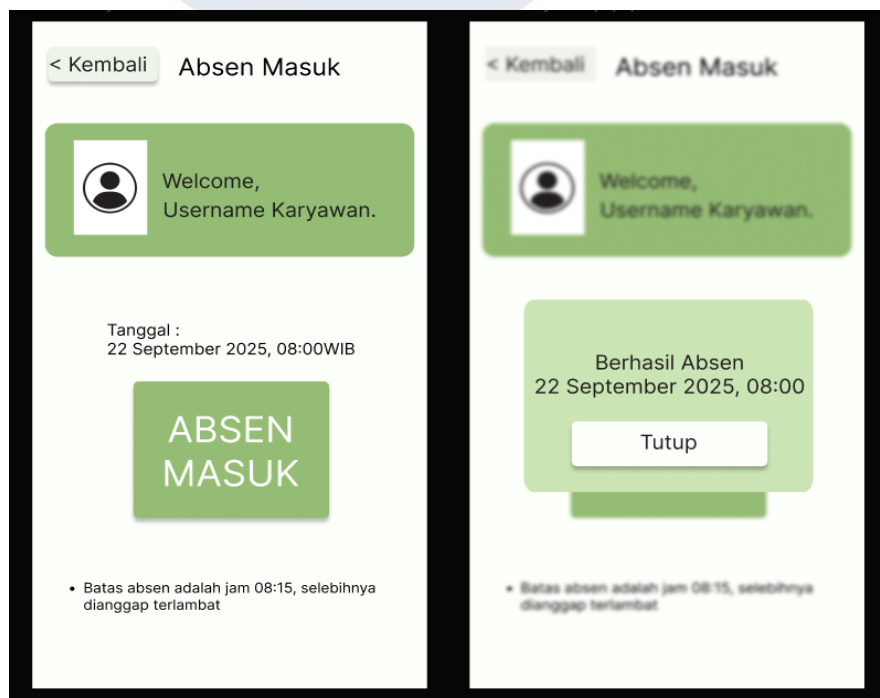 < Kembali
Absen Masuk
Welcome,
Username Karyawan.
Tanggal :
22 September 2025, 08:00WIB
ABSEN
MASUK
• Batas absen adalah jam 08:15, selebihnya
dianggap terlambat
< Kembali
Absen Masuk
Welcome,
Username Karyawan.
Berhasil Absen
22 September 2025, 08:00
Tutup
• Batas absen adalah jam 08:15, selebihnya
dianggap terlambat